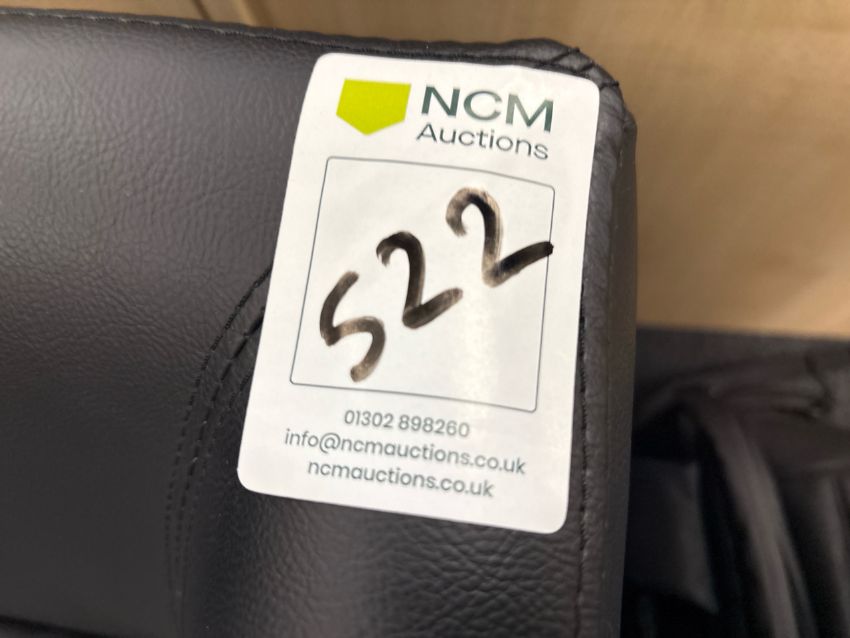 NCM
Auctions
522
01302 898260
info@ncmauctions.co.uk
ncmauctions.co.uk